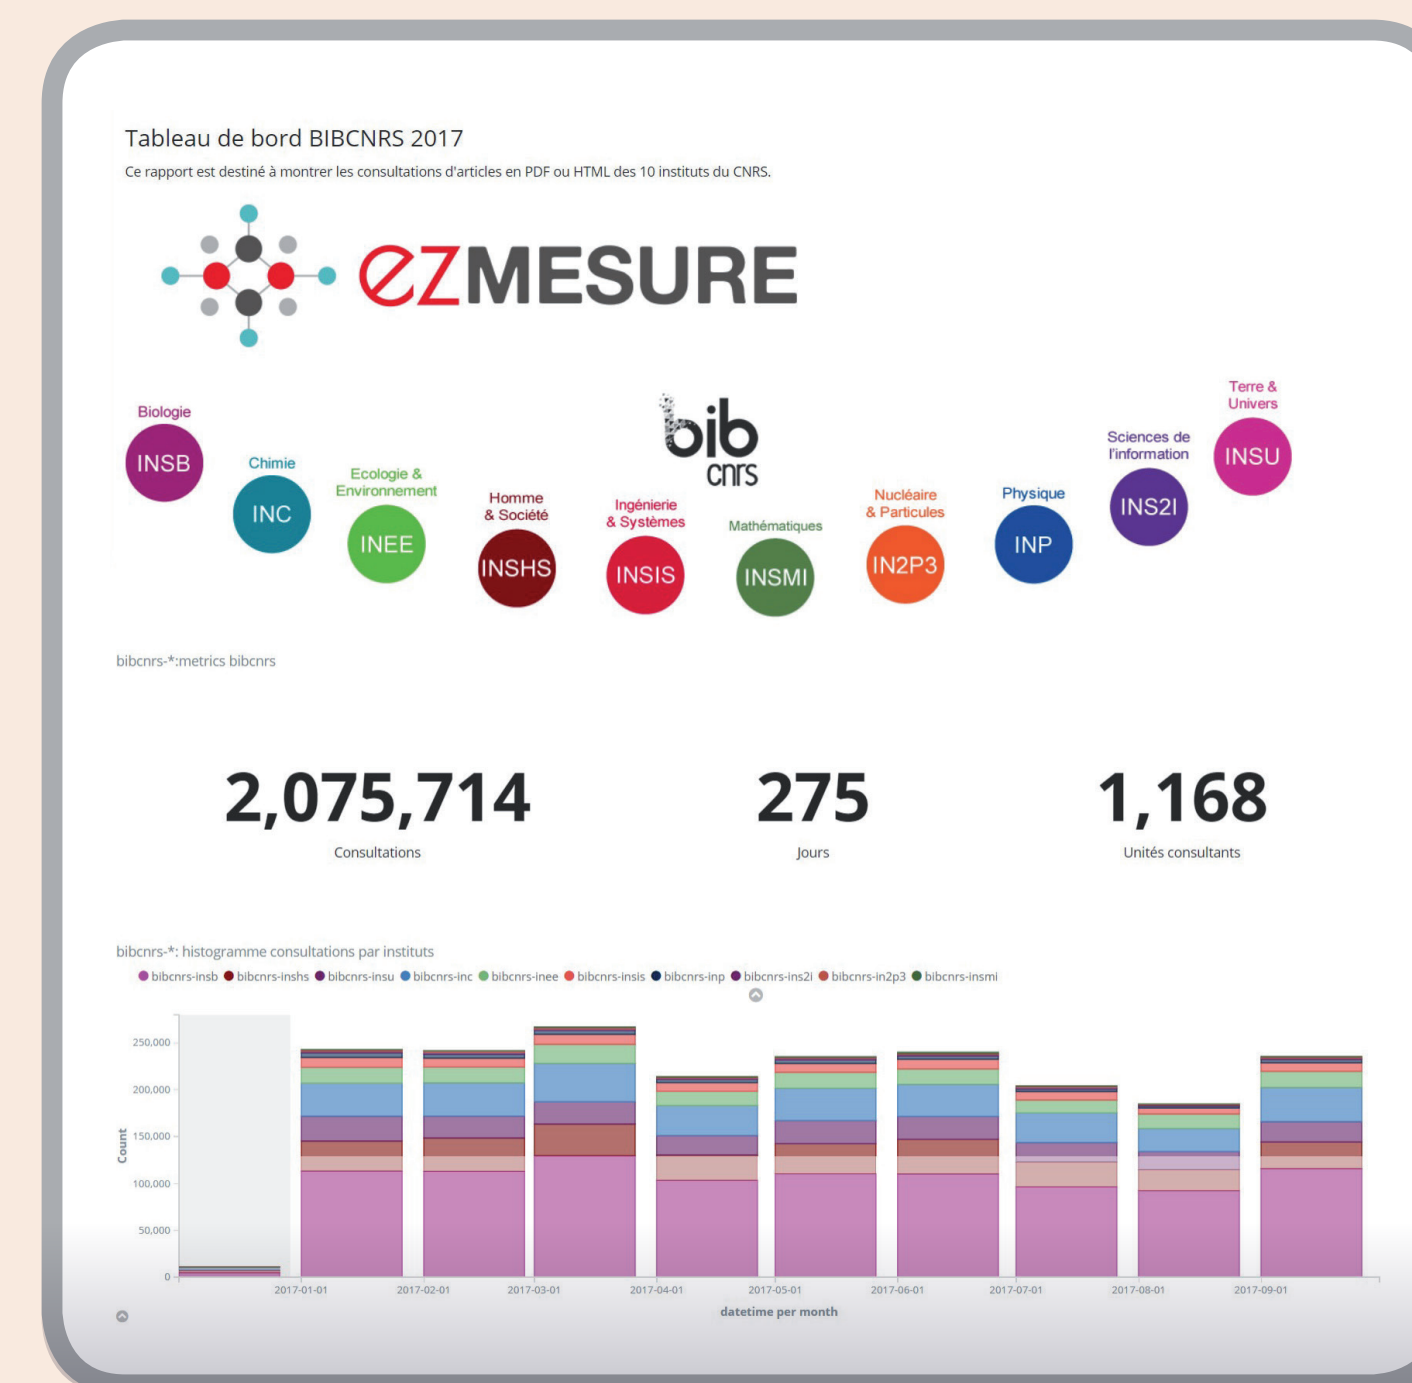 Tableau de bord BIBCNRS 2017
Ce rapport est destiné à montrer les consultations d'articles en PDF ou HTML des 10 instituts du CNRS.
ezMESURE
bib
cnrs
Biologie
INSB
Chimie
INC
Ecologie &
Environnement
INEE
Homme
& Société
INSHS
Ingénierie
& Systèmes
INSIS
Mathématiques
INSMI
Nucléaire
& Particules
IN2P3
Physique
INP
Sciences de
l'information
INS2I
Terre &
Univers
INSU
bibcnrs-*:metrics bibcnrs
2,075,714
Consultations
275
Jours
1,168
Unités consultants
bibcnrs-*: histogramme consultations par instituts
bibcnrs-insb bibcnrs-inshs bibcnrs-insu bibcnrs-inc bibcnrs-inee bibcnrs-insis bibcnrs-inp bibcnrs-ins2i bibcnrs-in2p3 bibcnrs-insmi
Count
250,000
200,000
150,000
100,000
50,000
0
2017-01-01 2017-02-01 2017-03-01 2017-04-01 2017-05-01 2017-06-01 2017-07-01 2017-08-01 2017-09-01
datetime per month